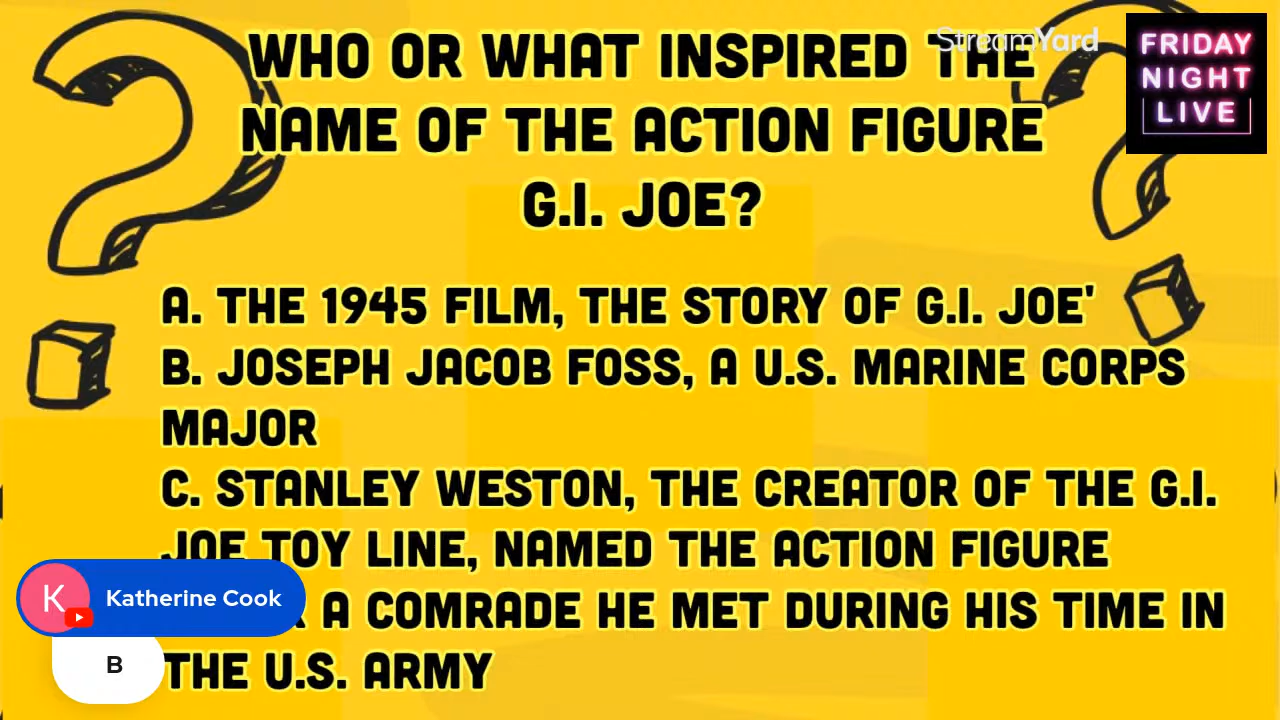 WHO OR WHAT INSPIRED THE
NAME OF THE ACTION FIGURE
G.I. JOE?
StreamYard
FRIDAY
NIGHT
LIVE
A. THE 1945 FILM, THE STORY OF G.I. JOE'
B. JOSEPH JACOB FOSS, A U.S. MARINE CORPS
MAJOR
C. STANLEY WESTON, THE CREATOR OF THE G.I.
JOE TOY LINE, NAMED THE ACTION FIGURE
A COMRADE HE MET DURING HIS TIME IN
THE U.S. ARMY
K
Katherine Cook
B